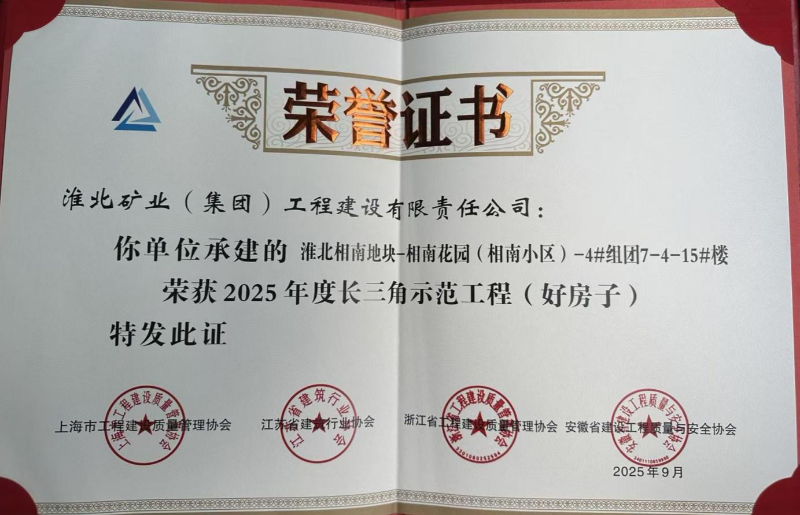 荣誉证书
淮北矿业（集团）工程建设有限责任公司：
你单位承建的 淮北相南地块-相南花园（相南小区）-4#组团7-4-15#楼
荣获 2025 年度长三角示范工程（好房子）
特发此证
上海市工程建设质量管理协会 江苏省建筑行业协会 浙江省工程建设质量管理协会 安徽省建设工程质量与安全协会
2025年9月